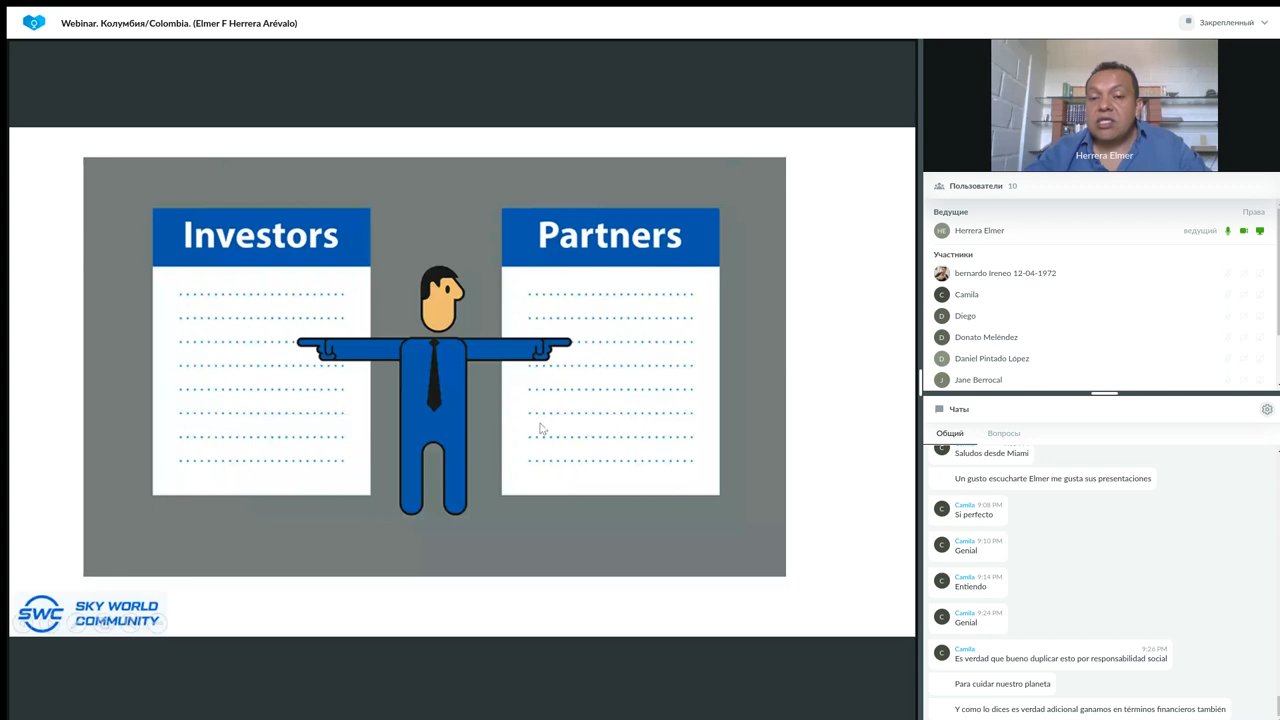 Webinar. Колумбия/Colombia. (Elmer F Herrera Arévalo)
Закрепленный
Investors
Partners
SWC
SKY WORLD
COMMUNITY
Herrera Elmer
Пользователи 10
Ведущие
Права
HE Herrera Elmer ведущий
Участники
bernardo Ireneo 12-04-1972
C Camila
D Diego
D Donato Meléndez
D Daniel Pintado López
J Jane Berrocal
Чаты
Общий Вопросы
Saludos desde Miami
Un gusto escucharte Elmer me gusta sus presentaciones
Camila 9:08 PM
C Si perfecto
Camila 9:10 PM
C Genial
Camila 9:14 PM
C Entiendo
Camila 9:24 PM
C Genial
Camila 9:26 PM
C Es verdad que bueno duplicar esto por responsabilidad social
Para cuidar nuestro planeta
Y como lo dices es verdad adicional ganamos en términos financieros también